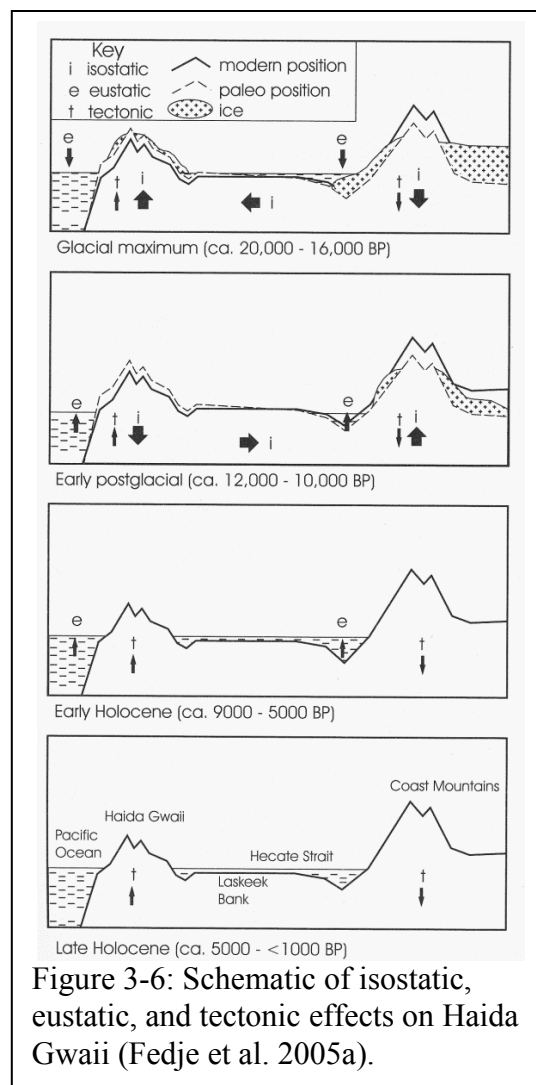 Key
i isostatic modern position
e eustatic paleo position
t tectonic ice
e e
t i i t i
Glacial maximum (ca. 20,000 - 16,000 BP)
e e
t i i t i
Early postglacial (ca. 12,000 - 10,000 BP)
e e
t t
Early Holocene (ca. 9000 - 5000 BP)
Coast Mountains
Haida Gwaii
Pacific
Ocean
Hecate Strait
t Laskeek t
Bank
Late Holocene (ca. 5000 - <1000 BP)
Figure 3-6: Schematic of isostatic,
eustatic, and tectonic effects on Haida
Gwaii (Fedje et al. 2005a).